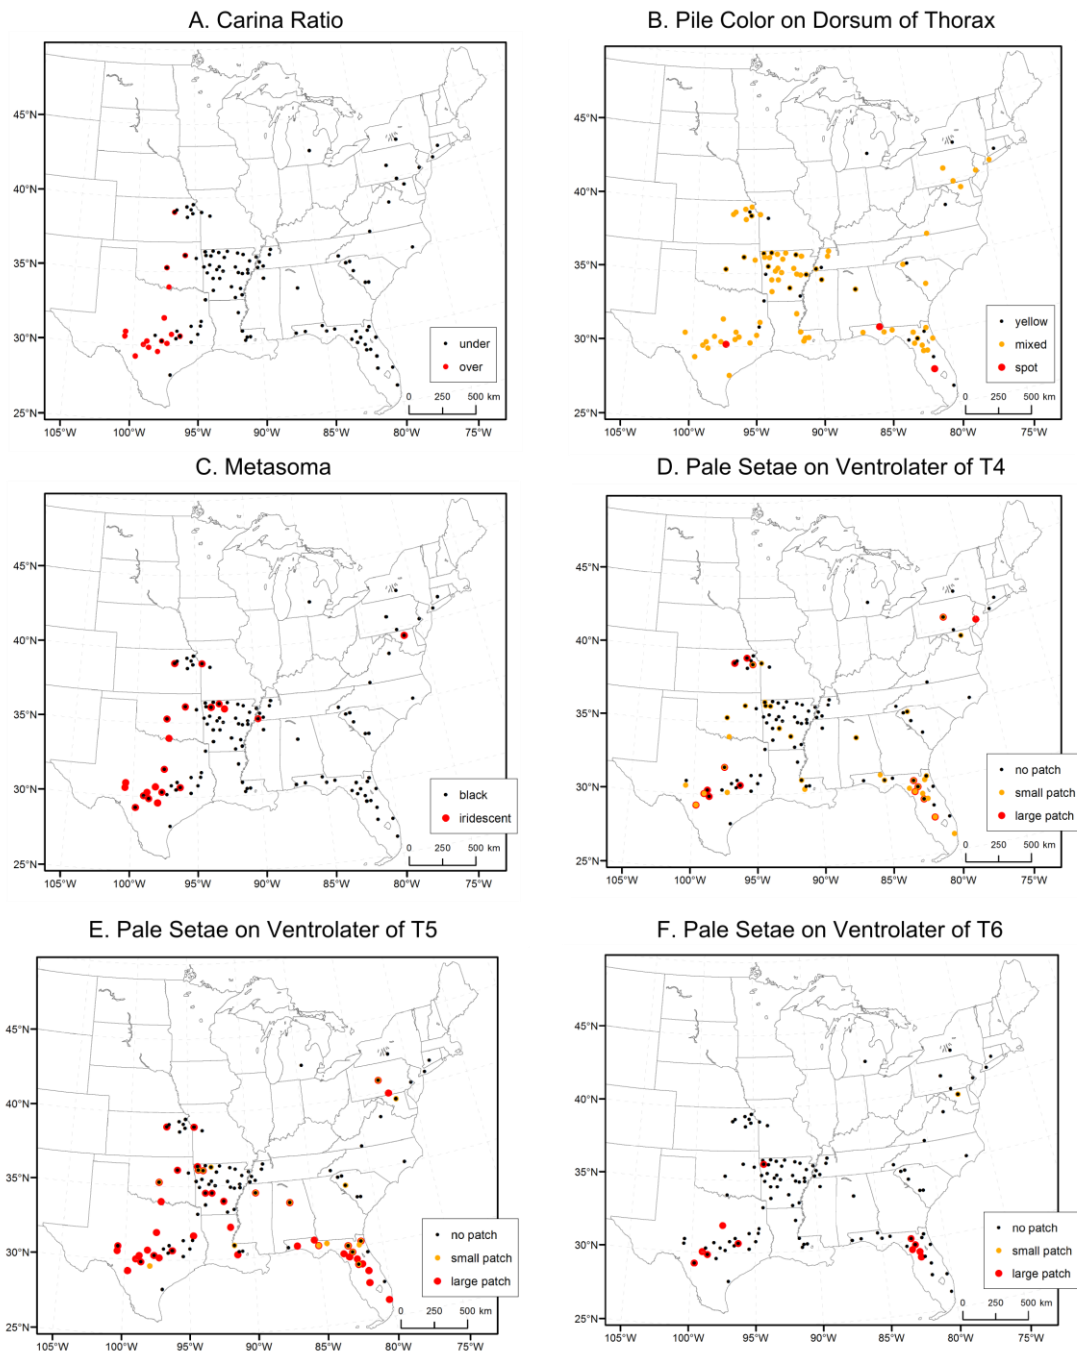 A. Carina Ratio
45°N
40°N
35°N
30°N
25°N
105°W 100°W 95°W 90°W 85°W 80°W 75°W
under
over
0 250 500 km
B. Pile Color on Dorsum of Thorax
45°N
40°N
35°N
30°N
25°N
105°W 100°W 95°W 90°W 85°W 80°W 75°W
yellow
mixed
spot
0 250 500 km
C. Metasoma
45°N
40°N
35°N
30°N
25°N
105°W 100°W 95°W 90°W 85°W 80°W 75°W
black
iridescent
0 250 500 km
D. Pale Setae on Ventrolater of T4
45°N
40°N
35°N
30°N
25°N
105°W 100°W 95°W 90°W 85°W 80°W 75°W
no patch
small patch
large patch
0 250 500 km
E. Pale Setae on Ventrolater of T5
45°N
40°N
35°N
30°N
25°N
105°W 100°W 95°W 90°W 85°W 80°W 75°W
no patch
small patch
large patch
0 250 500 km
F. Pale Setae on Ventrolater of T6
45°N
40°N
35°N
30°N
25°N
105°W 100°W 95°W 90°W 85°W 80°W 75°W
no patch
small patch
large patch
0 250 500 km